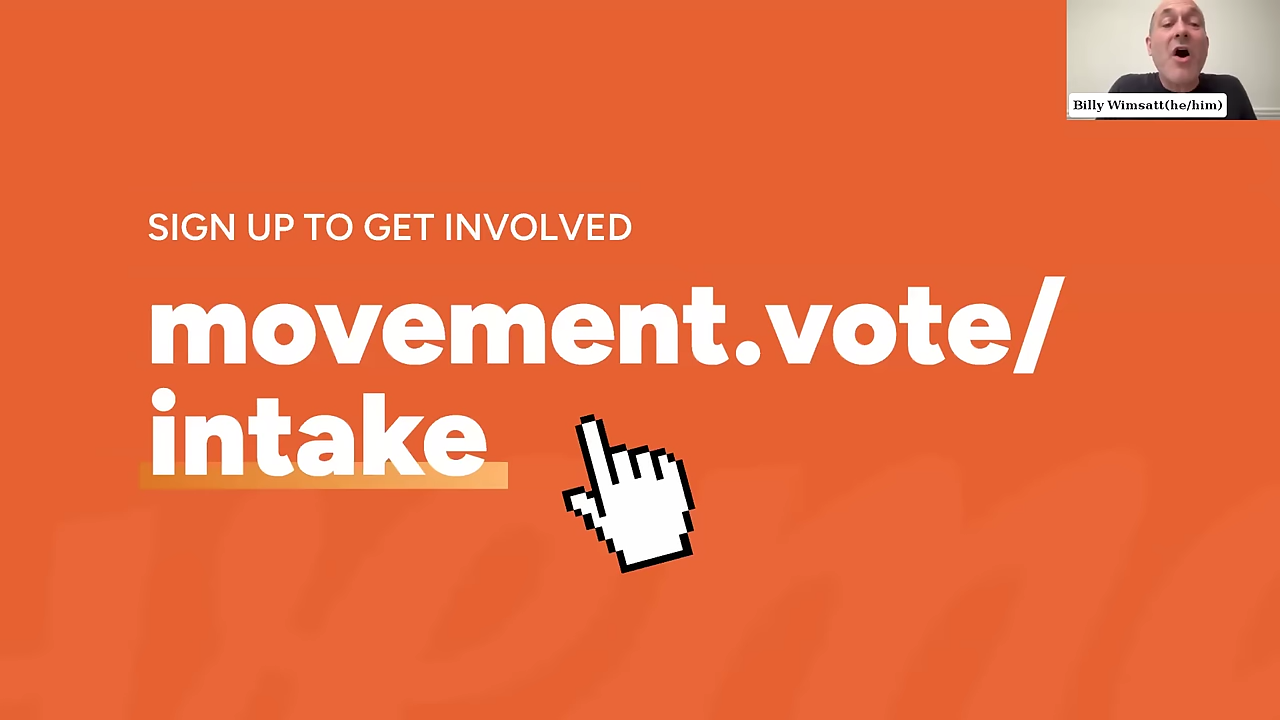 Billy Wimsatt(he/him)
SIGN UP TO GET INVOLVED
movement.vote/
intake